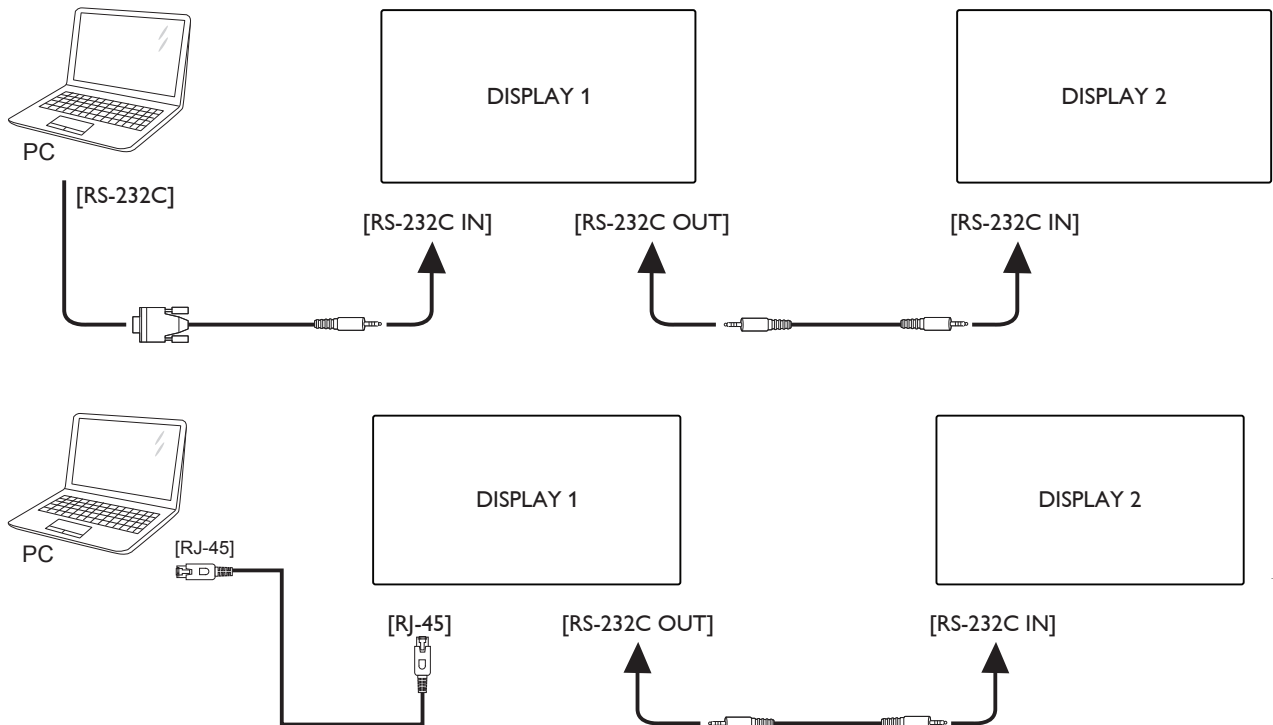 DISPLAY 1
DISPLAY 2
PC
[RS-232C]
[RS-232C IN]
[RS-232C OUT]
[RS-232C IN]
DISPLAY 1
DISPLAY 2
PC
[RJ-45]
[RJ-45]
[RS-232C OUT]
[RS-232C IN]